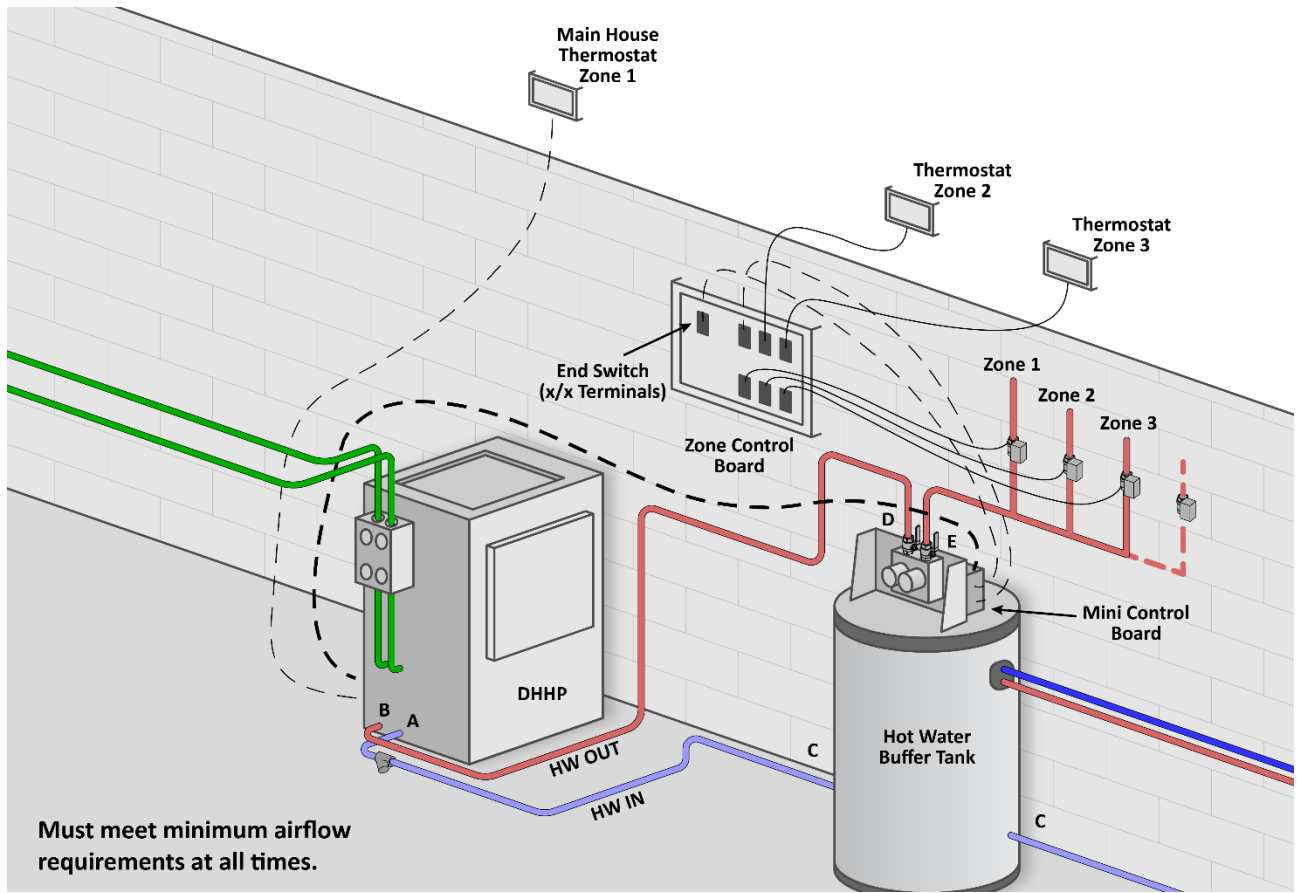 Main House
Thermostat
Zone 1
Thermostat
Zone 2
Thermostat
Zone 3
End Switch
(x/x Terminals)
Zone Control
Board
Zone 1
Zone 2
Zone 3
D
E
Mini Control
Board
DHHP
B
A
HW OUT
HW IN
C
Hot Water
Buffer Tank
C
Must meet minimum airflow
requirements at all times.